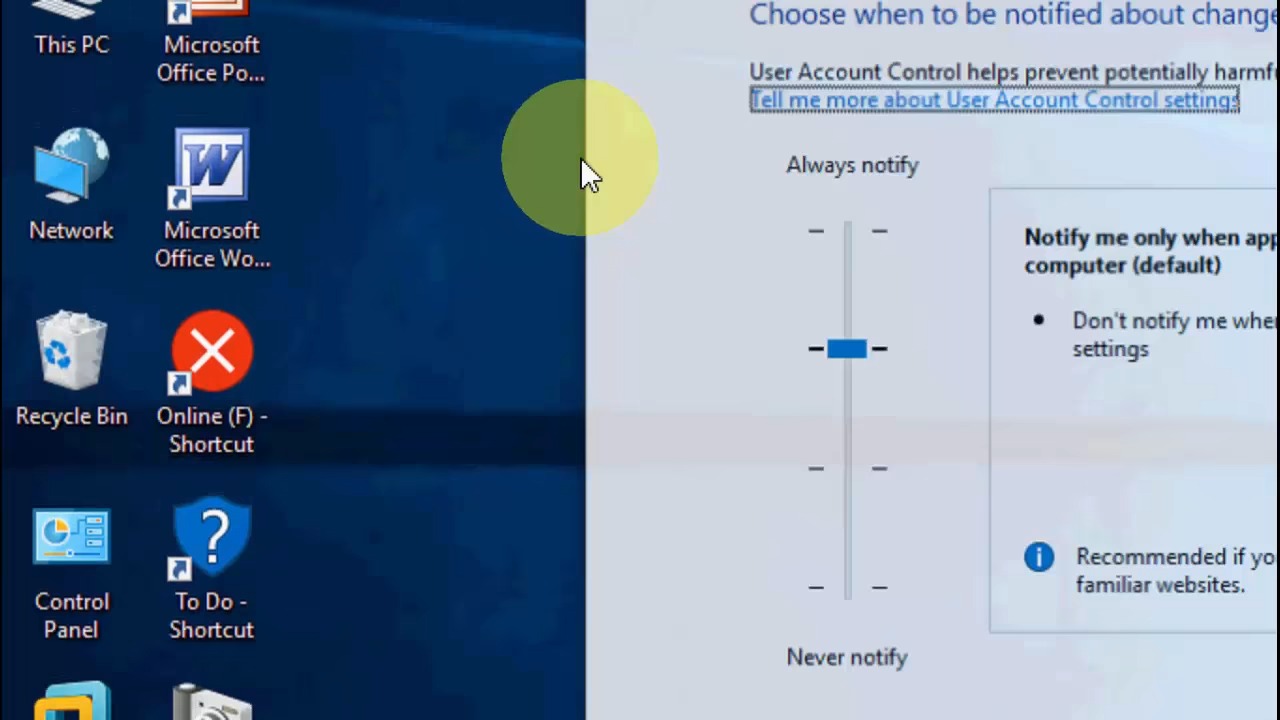 This PC
Microsoft
Office Po...
Network
Microsoft
Office Wo...
Recycle Bin
Online (F) -
Shortcut
Control
Panel
To Do -
Shortcut
Choose when to be notified about change
User Account Control helps prevent potentially harmf
Tell me more about User Account Control settings
Always notify
Notify me only when app
computer (default)
Don't notify me when
settings
Recommended if yo
familiar websites.
Never notify